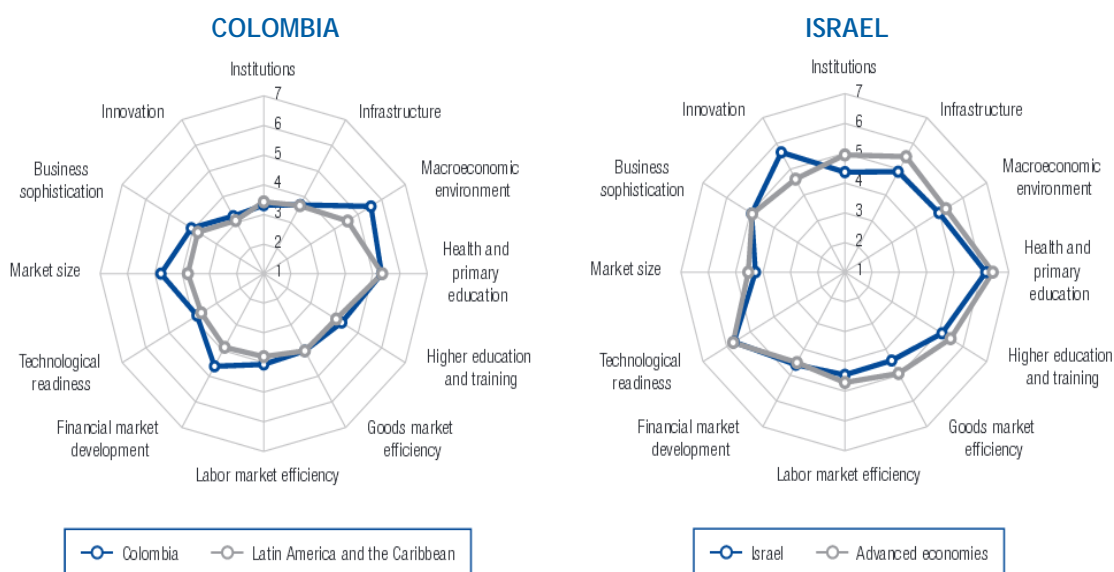 COLOMBIA
Institutions
Infrastructure
Macroeconomic
environment
Health and
primary
education
Higher education
and training
Goods market
efficiency
Labor market efficiency
Financial market
development
Technological
readiness
Market size
Business
sophistication
Innovation
7
6
5
4
3
2
1
Colombia
Latin America and the Caribbean
ISRAEL
Institutions
Infrastructure
Macroeconomic
environment
Health and
primary
education
Higher education
and training
Goods market
efficiency
Labor market efficiency
Financial market
development
Technological
readiness
Market size
Business
sophistication
Innovation
7
6
5
4
3
2
1
Israel
Advanced economies